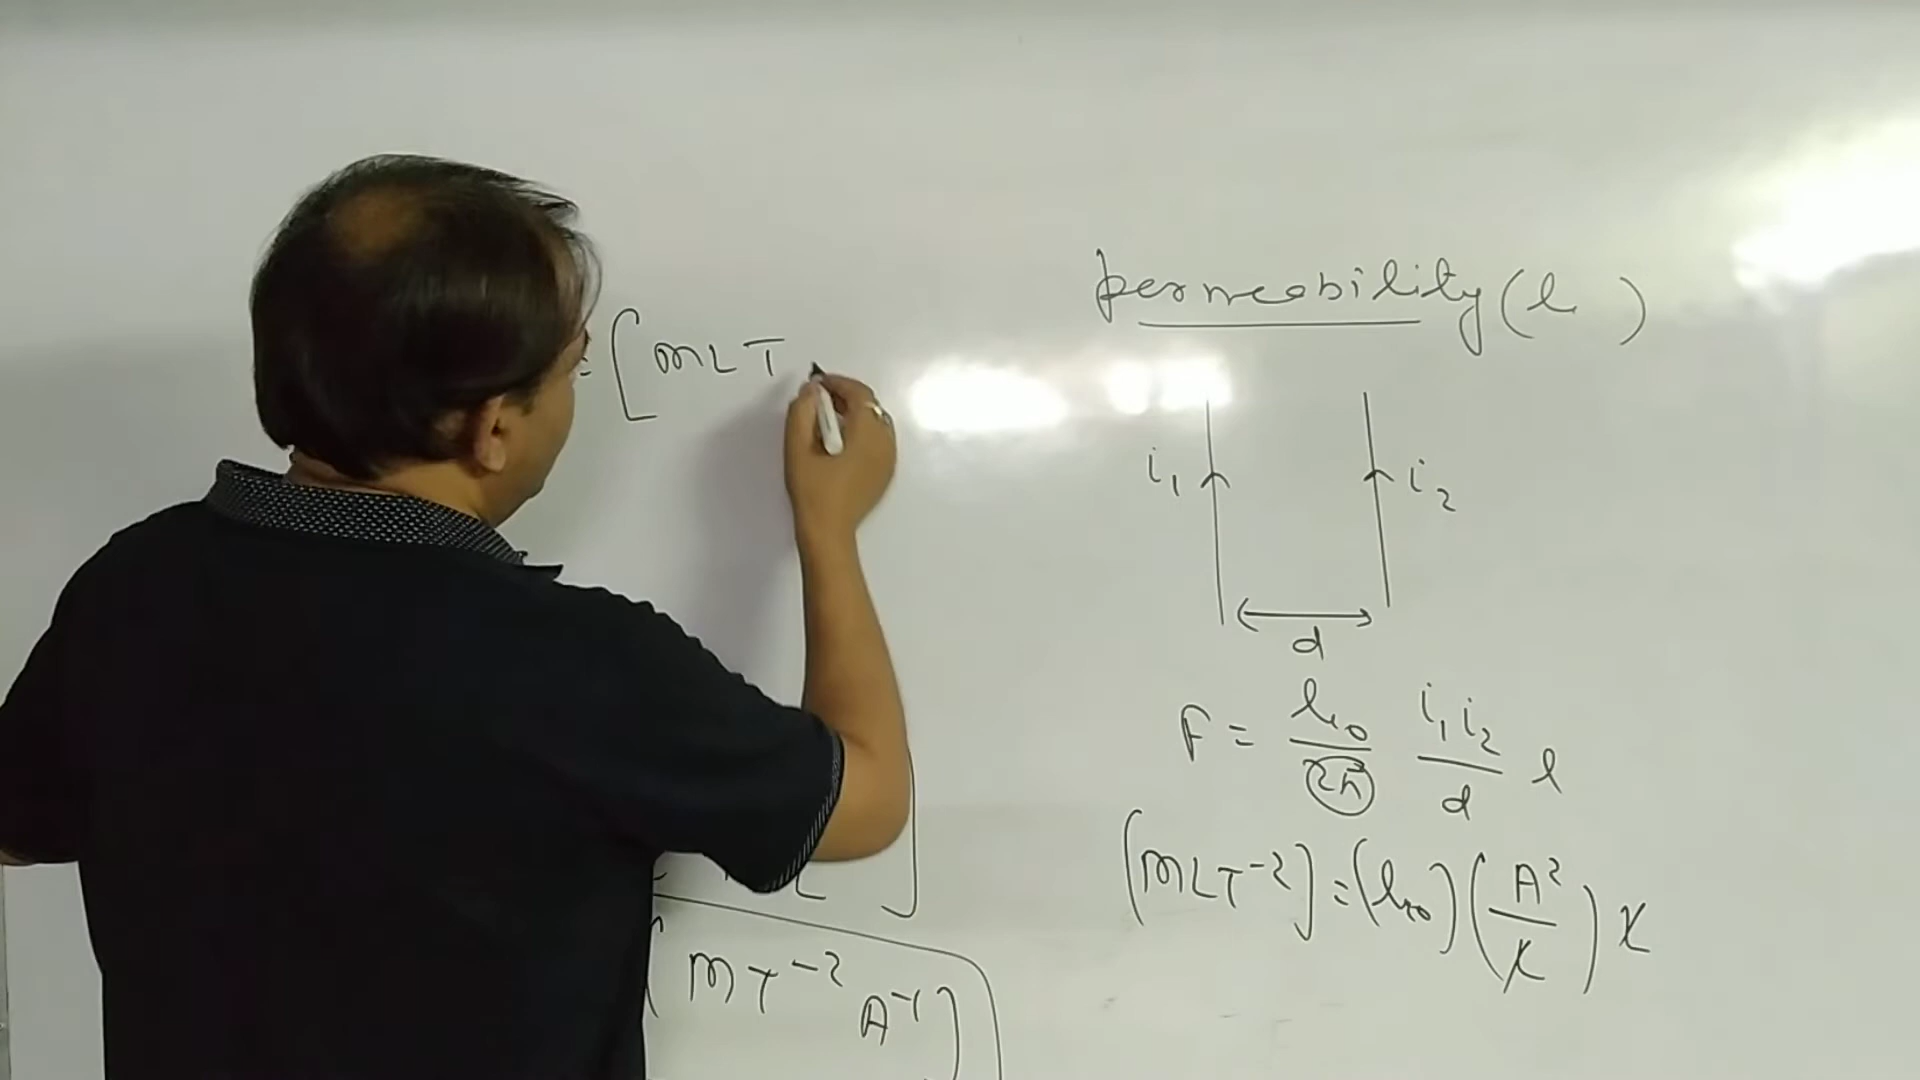 = [MLT
[MT⁻² A⁻¹]
permeability (μ )
i₁ i₂
d
F = μ₀/2π i₁i₂/d l
[MLT⁻²] = (μ₀) (A²/L) L